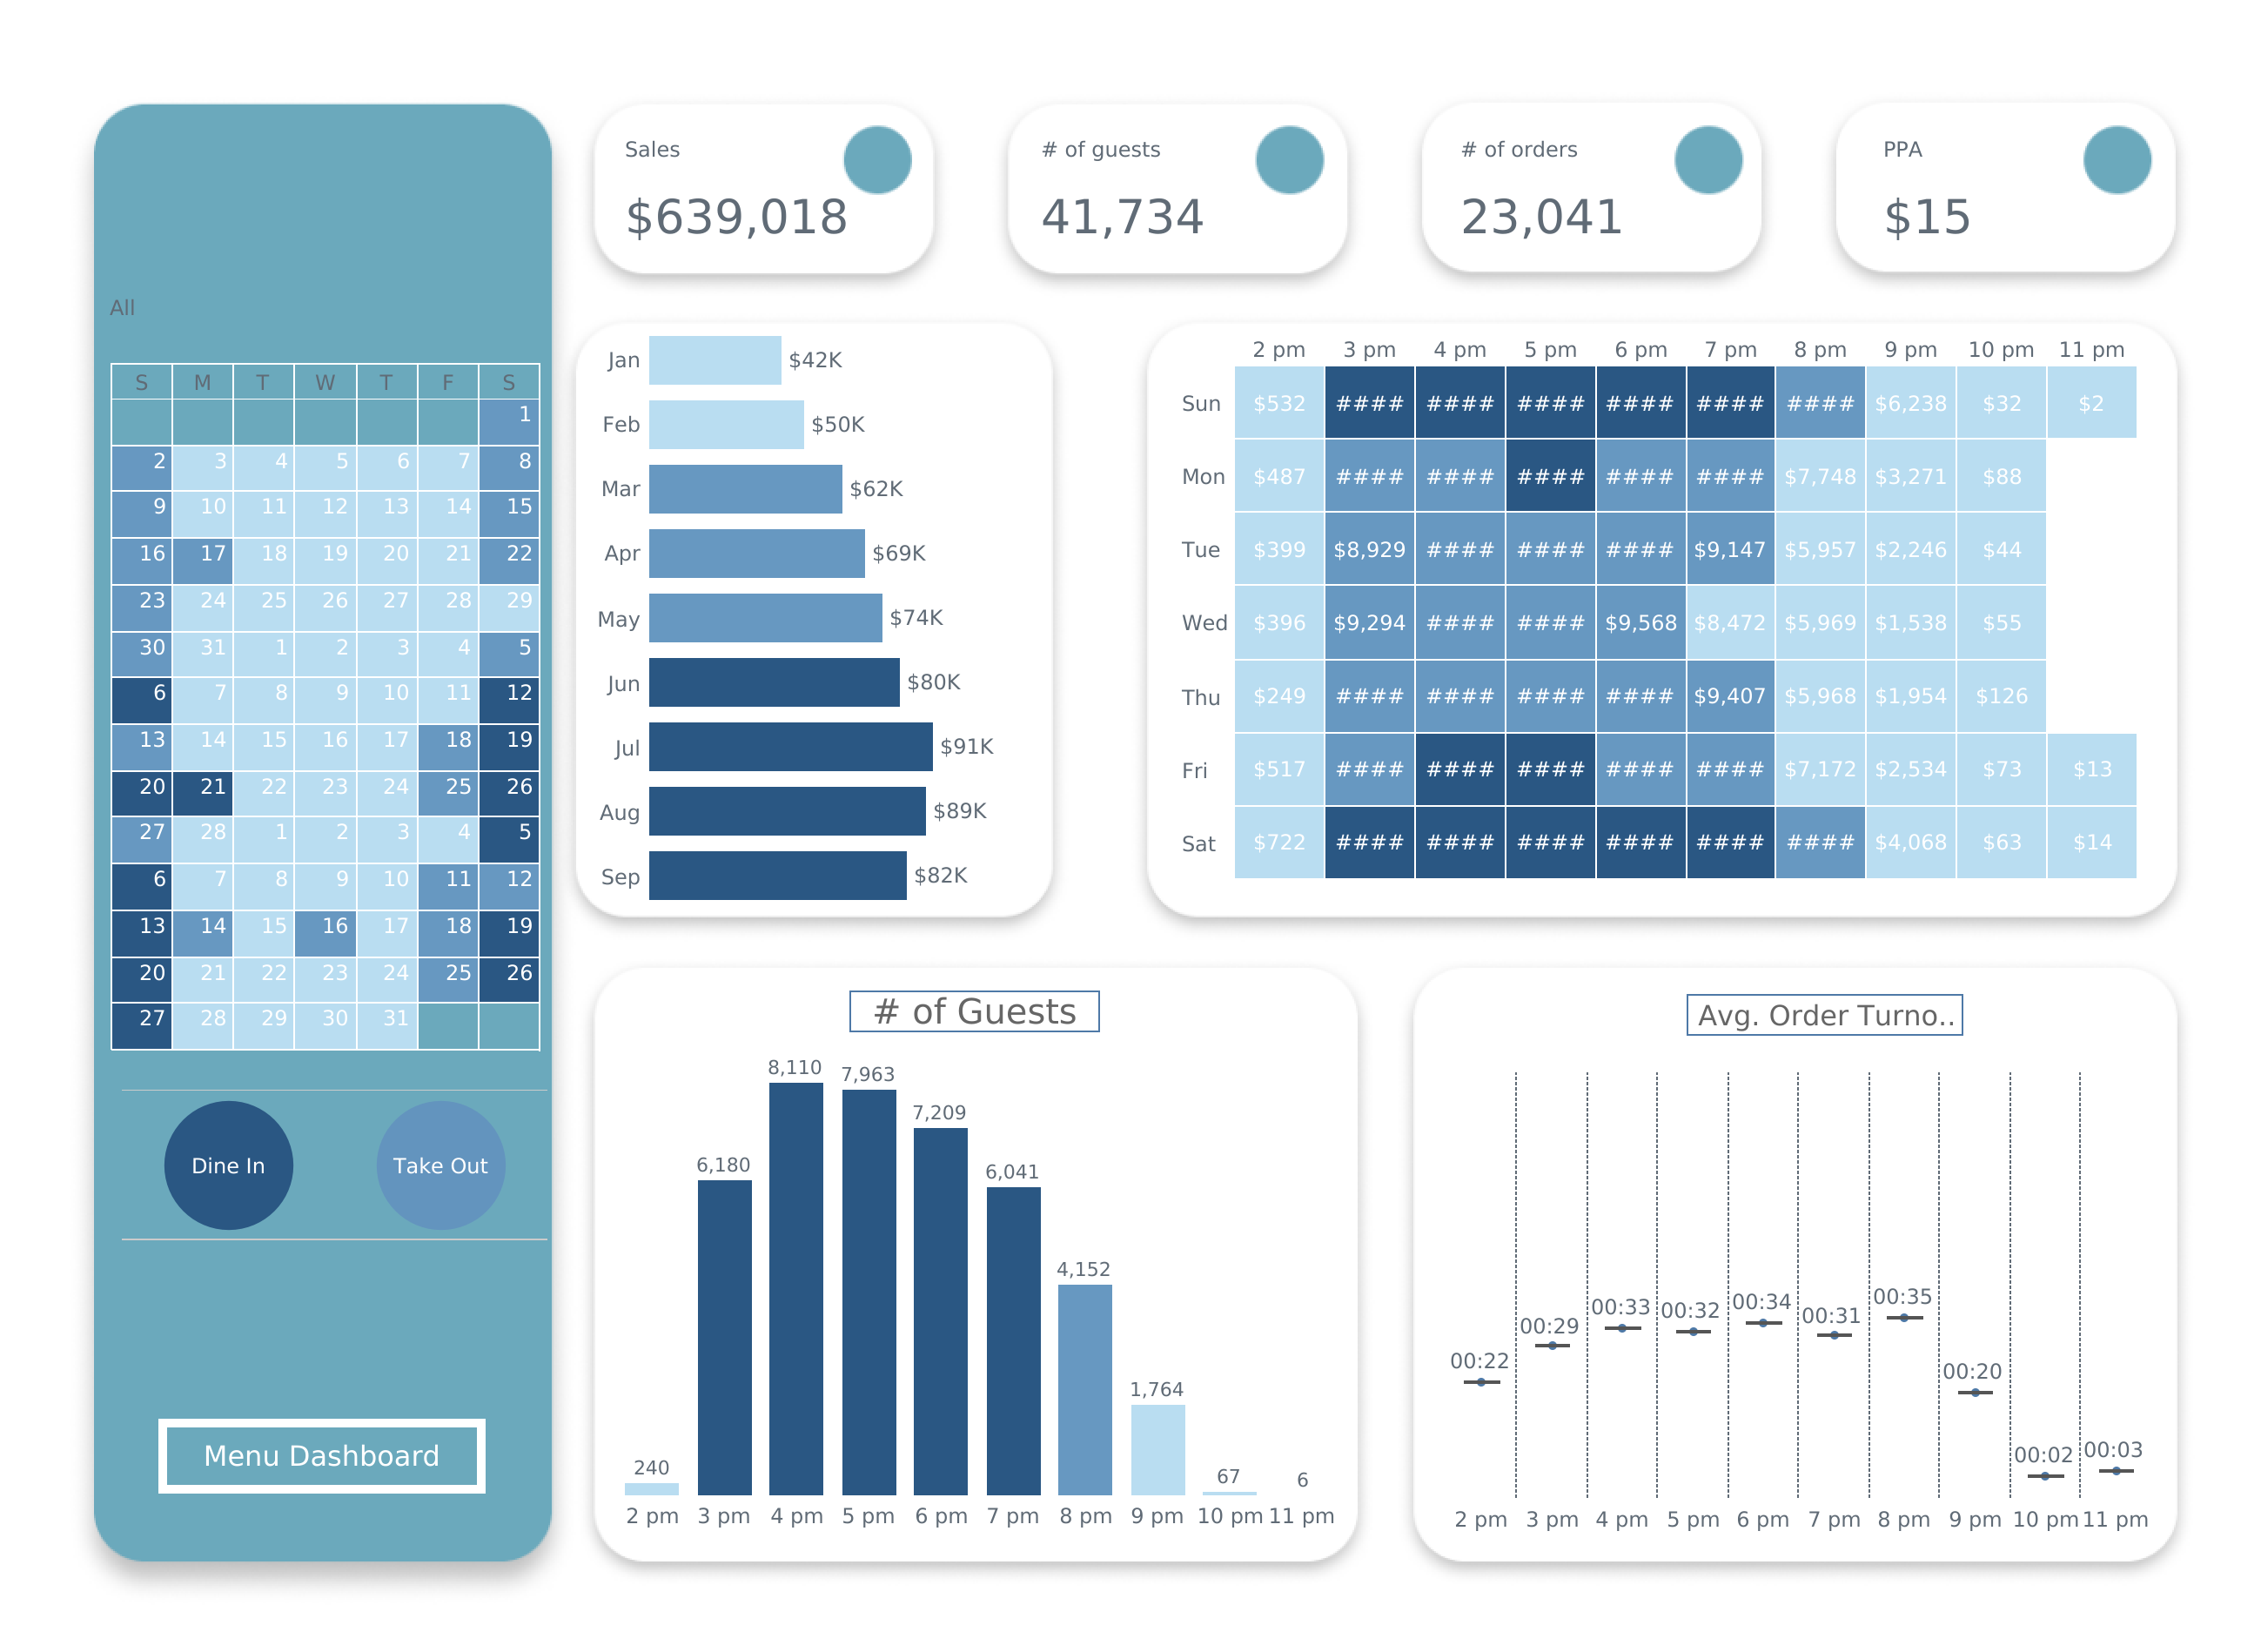 Sales
$639,018
# of guests
41,734
# of orders
23,041
PPA
$15
All
S M T W T F S
1
2 3 4 5 6 7 8
9 10 11 12 13 14 15
16 17 18 19 20 21 22
23 24 25 26 27 28 29
30 31 1 2 3 4 5
6 7 8 9 10 11 12
13 14 15 16 17 18 19
20 21 22 23 24 25 26
27 28 1 2 3 4 5
6 7 8 9 10 11 12
13 14 15 16 17 18 19
20 21 22 23 24 25 26
27 28 29 30 31
Dine In Take Out
Menu Dashboard
Jan $42K
Feb $50K
Mar $62K
Apr $69K
May $74K
Jun $80K
Jul $91K
Aug $89K
Sep $82K
2 pm 3 pm 4 pm 5 pm 6 pm 7 pm 8 pm 9 pm 10 pm 11 pm
Sun $532 #### #### #### #### #### #### $6,238 $32 $2
Mon $487 #### #### #### #### #### $7,748 $3,271 $88
Tue $399 $8,929 #### #### #### $9,147 $5,957 $2,246 $44
Wed $396 $9,294 #### #### $9,568 $8,472 $5,969 $1,538 $55
Thu $249 #### #### #### #### $9,407 $5,968 $1,954 $126
Fri $517 #### #### #### #### #### $7,172 $2,534 $73 $13
Sat $722 #### #### #### #### #### #### $4,068 $63 $14
# of Guests
240 6,180 8,110 7,963 7,209 6,041 4,152 1,764 67 6
2 pm 3 pm 4 pm 5 pm 6 pm 7 pm 8 pm 9 pm 10 pm 11 pm
Avg. Order Turno..
00:22 00:29 00:33 00:32 00:34 00:31 00:35 00:20 00:02 00:03
2 pm 3 pm 4 pm 5 pm 6 pm 7 pm 8 pm 9 pm 10 pm 11 pm